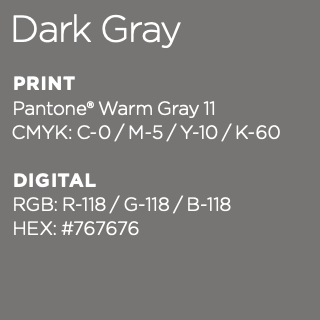 Dark Gray
PRINT
Pantone® Warm Gray 11
CMYK: C-0 / M-5 / Y-10 / K-60
DIGITAL
RGB: R-118 / G-118 / B-118
HEX: #767676